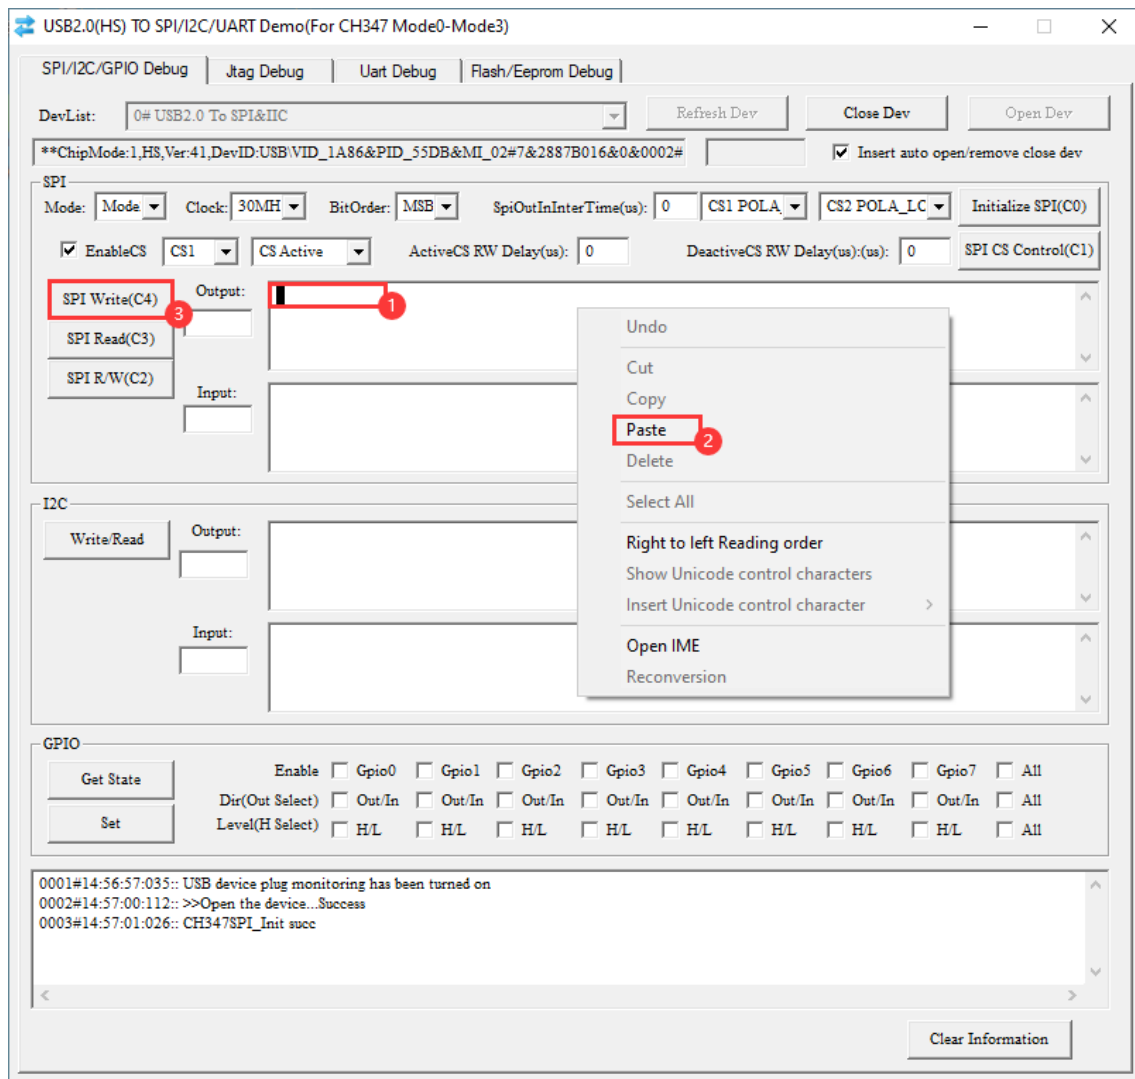 USB2.0(HS) TO SPI/I2C/UART Demo(For CH347 Mode0-Mode3)
SPI/I2C/GPIO Debug Jtag Debug Uart Debug Flash/Eeprom Debug
DevList: 0# USB2.0 To SPI&IIC Refresh Dev Close Dev Open Dev
**ChipMode:1,HS,Ver:41,DevID:USB\VID_1A86&PID_55DB&MI_02#7&2887B016&0&0002# Insert auto open/remove close dev
SPI
Mode: Mode Clock: 30MH BitOrder: MSB SpiOutInInterTime(us): 0 CS1 POLA_ CS2 POLA_LC Initialize SPI(C0)
EnableCS CS1 CS Active ActiveCS RW Delay(us): 0 DeactiveCS RW Delay(us):(us): 0 SPI CS Control(C1)
SPI Write(C4) Output: 1
3
SPI Read(C3)
SPI R/W(C2)
Input:
Undo
Cut
Copy
Paste 2
Delete
Select All
Right to left Reading order
Show Unicode control characters
Insert Unicode control character
Open IME
Reconversion
I2C
Write/Read Output:
Input:
GPIO
Get State Enable Gpio0 Gpio1 Gpio2 Gpio3 Gpio4 Gpio5 Gpio6 Gpio7 All
Dir(Out Select) Out/In Out/In Out/In Out/In Out/In Out/In Out/In Out/In All
Set Level(H Select) H/L H/L H/L H/L H/L H/L H/L H/L All
0001#14:56:57:035:: USB device plug monitoring has been turned on
0002#14:57:00:112:: >>Open the device...Success
0003#14:57:01:026:: CH347SPI_Init succ
Clear Information